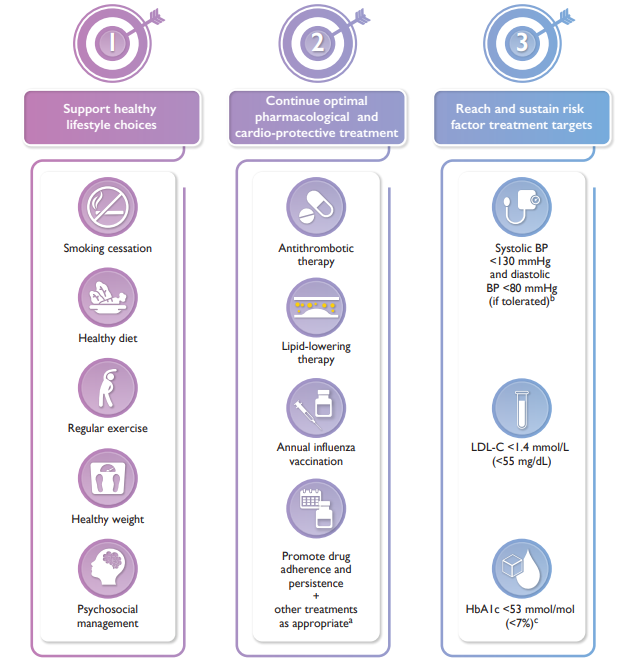 1
Support healthy
lifestyle choices
Smoking cessation
Healthy diet
Regular exercise
Healthy weight
Psychosocial
management
2
Continue optimal
pharmacological and
cardio-protective treatment
Antithrombotic
therapy
Lipid-lowering
therapy
Annual influenza
vaccination
Promote drug
adherence and
persistence
+
other treatments
as appropriateᵃ
3
Reach and sustain risk
factor treatment targets
Systolic BP
<130 mmHg
and diastolic
BP <80 mmHg
(if tolerated)ᵇ
LDL-C <1.4 mmol/L
(<55 mg/dL)
HbA1c <53 mmol/mol
(<7%)ᶜ